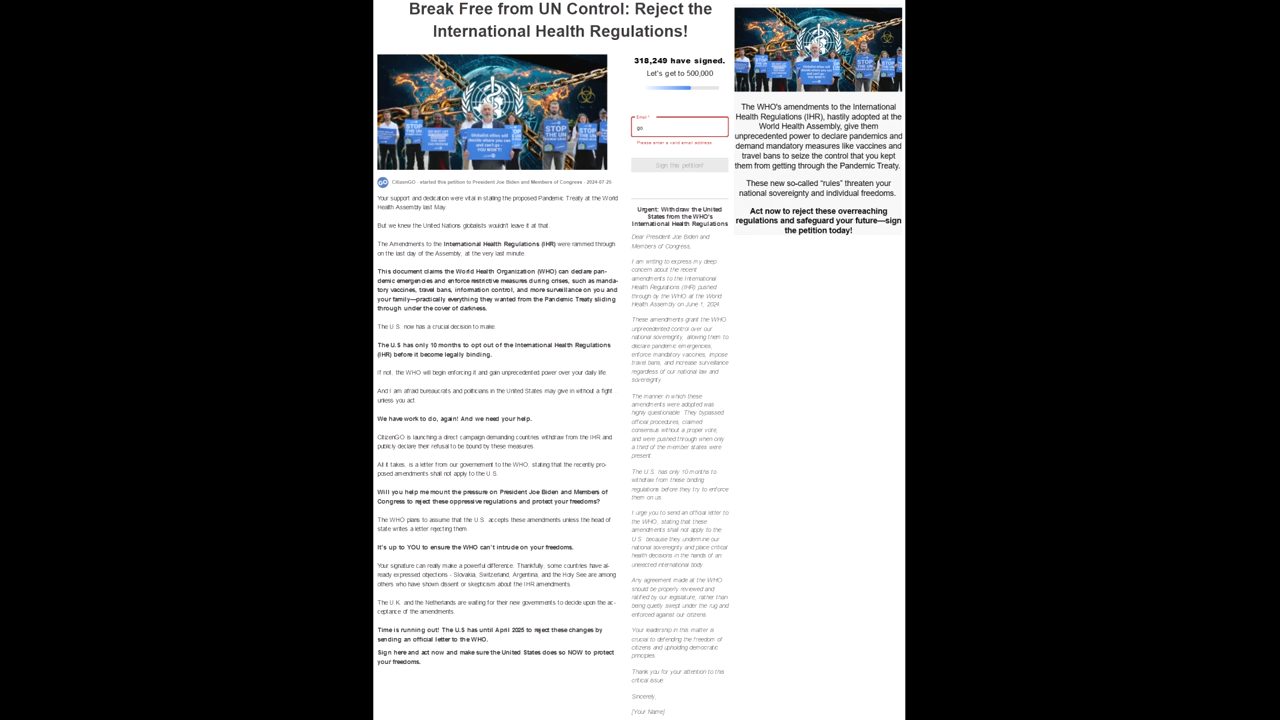 Break Free from UN Control: Reject the
International Health Regulations!
CitizenGO - started this petition to President Joe Biden and Members of Congress - 2024-07-25
Your support and dedication were vital in stalling the proposed Pandemic Treaty at the World
Health Assembly last May.
But we knew the United Nations globalists wouldn't leave it at that.
The Amendments to the International Health Regulations (IHR) were rammed through
on the last day of the Assembly, at the very last minute.
This document claims the World Health Organization (WHO) can declare pan-
demic emergencies and enforce restrictive measures during crises, such as manda-
tory vaccines, travel bans, information control, and more surveillance on you and
your family—practically everything they wanted from the Pandemic Treaty sliding
through under the cover of darkness.
The U.S. now has a crucial decision to make.
The U.S has only 10 months to opt out of the International Health Regulations
(IHR) before it become legally binding.
If not, the WHO will begin enforcing it and gain unprecedented power over your daily life.
And I am afraid bureaucrats and politicians in the United States may give in without a fight…
unless you act.
We have work to do, again! And we need your help.
CitizenGO is launching a direct campaign demanding countries withdraw from the IHR and
publicly declare their refusal to be bound by these measures.
All it takes, is a letter from our governement to the WHO, stating that the recently pro-
posed amendments shall not apply to the U.S.
Will you help me mount the pressure on President Joe Biden and Members of
Congress to reject these oppressive regulations and protect your freedoms?
The WHO plans to assume that the U.S. accepts these amendments unless the head of
state writes a letter rejecting them.
It's up to YOU to ensure the WHO can't intrude on your freedoms.
Your signature can really make a powerful difference. Thankfully, some countries have al-
ready expressed objections - Slovakia, Switzerland, Argentina, and the Holy See are among
others who have shown dissent or skepticism about the IHR amendments.
The U.K. and the Netherlands are waiting for their new governments to decide upon the ac-
ceptance of the amendments.
Time is running out! The U.S has until April 2025 to reject these changes by
sending an official letter to the WHO.
Sign here and act now and make sure the United States does so NOW to protect
your freedoms.
318,249 have signed.
Let's get to 500,000
Email *
go
Please enter a valid email address
Sign this petition!
Urgent: Withdraw the United
States from the WHO's
International Health Regulations
Dear President Joe Biden and
Members of Congress,
I am writing to express my deep
concern about the recent
amendments to the International
Health Regulations (IHR) pushed
through by the WHO at the World
Health Assembly on June 1, 2024.
These amendments grant the WHO
unprecedented control over our
national sovereignty, allowing them to
declare pandemic emergencies,
enforce mandatory vaccines, impose
travel bans, and increase surveillance
regardless of our national law and
sovereignty.
The manner in which these
amendments were adopted was
highly questionable. They bypassed
official procedures, claimed
consensus without a proper vote,
and were pushed through when only
a third of the member states were
present.
The U.S. has only 10 months to
withdraw from these binding
regulations before they try to enforce
them on us.
I urge you to send an official letter to
the WHO, stating that these
amendments shall not apply to the
U.S. because they undermine our
national sovereignty and place critical
health decisions in the hands of an
unelected international body.
Any agreement made at the WHO
should be properly reviewed and
ratified by our legislature, rather than
being quietly swept under the rug and
enforced against our citizens.
Your leadership in this matter is
crucial to defending the freedom of
citizens and upholding democratic
principles.
Thank you for your attention to this
critical issue.
Sincerely,
[Your Name]
The WHO's amendments to the International
Health Regulations (IHR), hastily adopted at the
World Health Assembly, give them
unprecedented power to declare pandemics and
demand mandatory measures like vaccines and
travel bans to seize the control that you kept
them from getting through the Pandemic Treaty.
These new so-called “rules” threaten your
national sovereignty and individual freedoms.
Act now to reject these overreaching
regulations and safeguard your future—sign
the petition today!